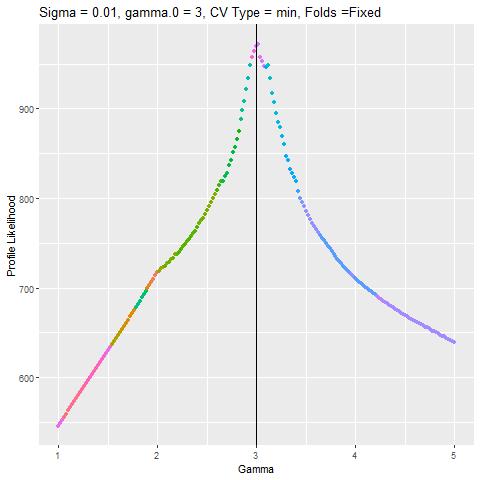 Sigma = 0.01, gamma.0 = 3, CV Type = min, Folds =Fixed
Profile Likelihood
900
800
700
600
1 2 3 4 5
Gamma